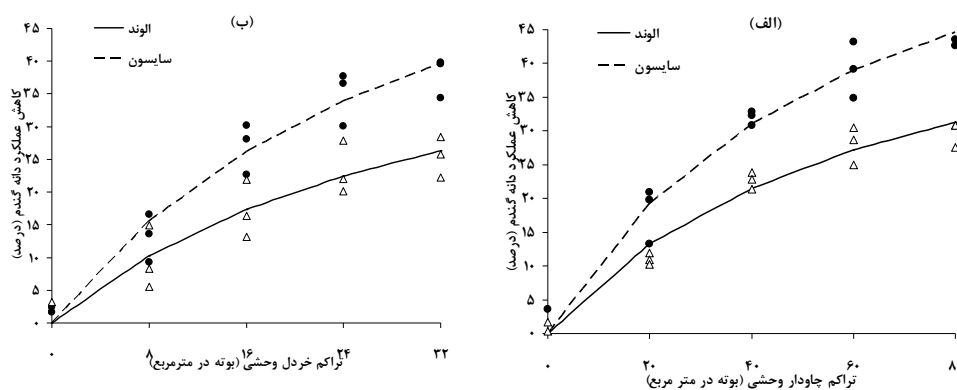 (الف)
الوند
سایسون
کاهش عملکرد دانه گندم (درصد)
۴۵
۴۰
۳۵
۳۰
۲۵
۲۰
۱۵
۱۰
۵
۰
۰ ۲۰ ۴۰ ۶۰ ۸
تراکم چاودار وحشی (بوته در متر مربع)
(ب)
الوند
سایسون
کاهش عملکرد دانه گندم (درصد)
۴۵
۴۰
۳۵
۳۰
۲۵
۲۰
۱۵
۱۰
۵
۰
۰ ۸ ۱۶ ۲۴ ۳۲
تراکم خردل وحشی (بوته در مترمربع)